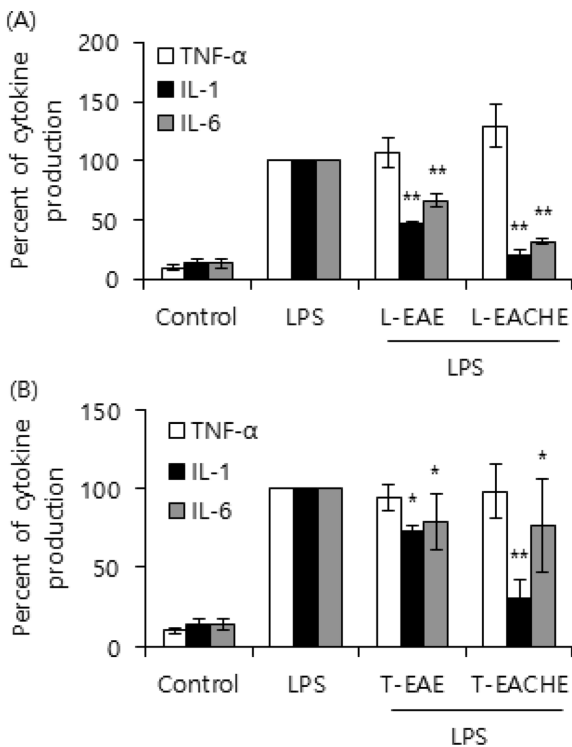 (A)
Percent of cytokine
production
200
150
100
50
0
TNF-α
IL-1
IL-6
**
**
**
**
Control
LPS
L-EAE
L-EACHE
LPS
(B)
Percent of cytokine
production
150
100
50
0
TNF-α
IL-1
IL-6
*
*
**
*
Control
LPS
T-EAE
T-EACHE
LPS